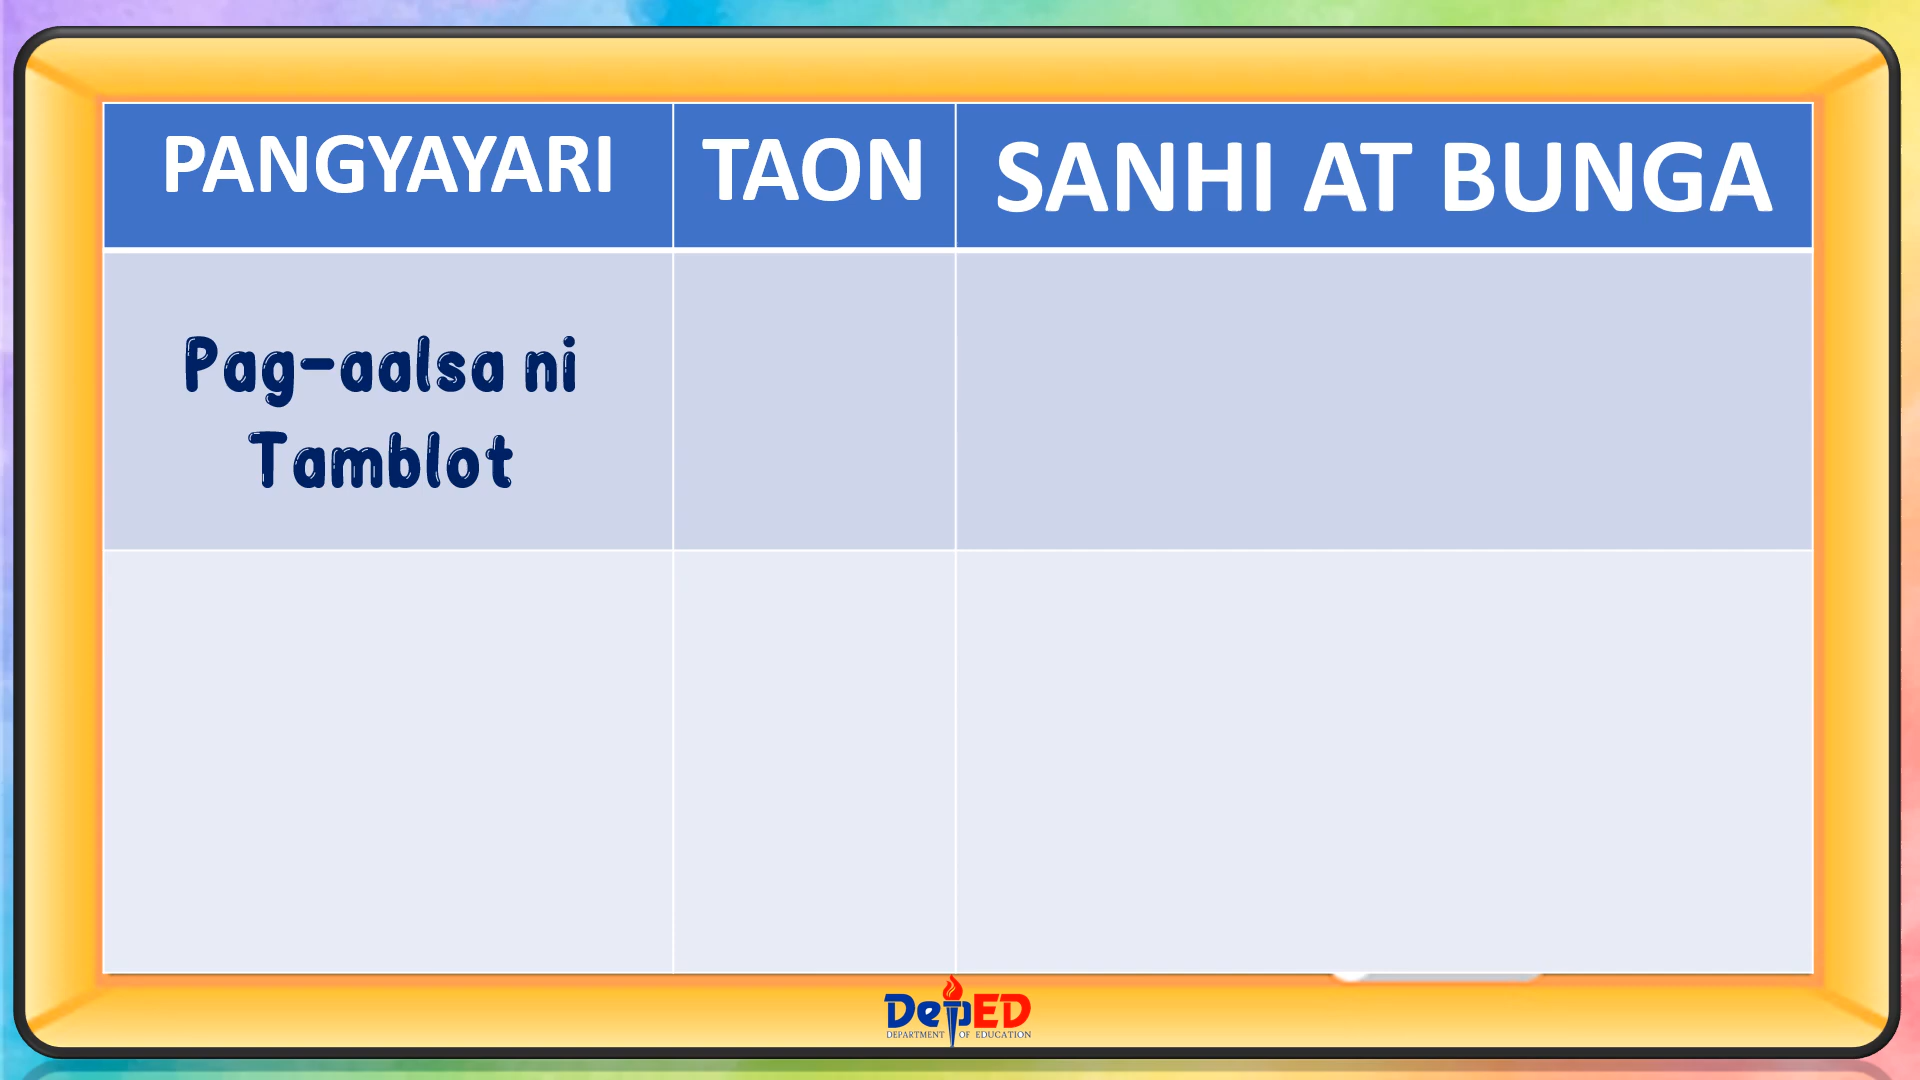 PANGYAYARI
TAON
SANHI AT BUNGA
Pag-aalsa ni
Tamblot
DepED
DEPARTMENT OF EDUCATION